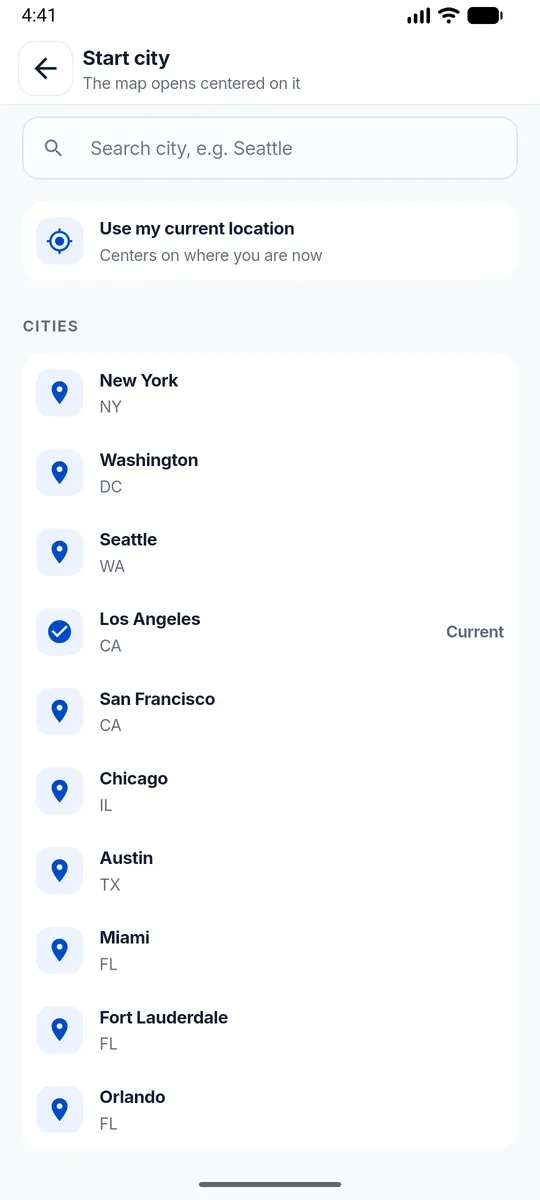 4:41
Start city
The map opens centered on it
Search city, e.g. Seattle
Use my current location
Centers on where you are now
CITIES
New York
NY
Washington
DC
Seattle
WA
Los Angeles
CA
Current
San Francisco
CA
Chicago
IL
Austin
TX
Miami
FL
Fort Lauderdale
FL
Orlando
FL